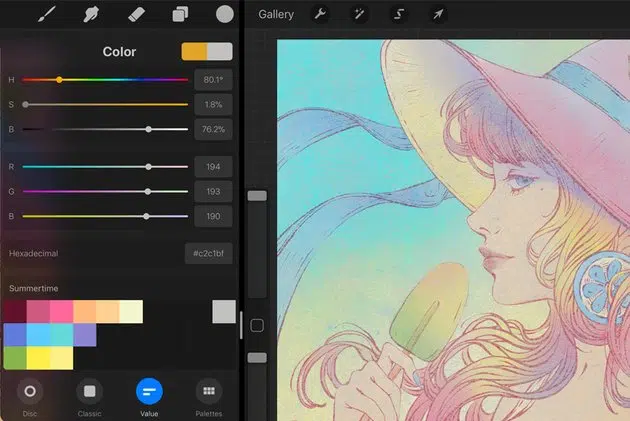 Gallery
Color
H 80.1°
S 1.8%
B 76.2%
R 194
G 193
B 190
Hexadecimal #c2c1bf
Summertime
Disc Classic Value Palettes